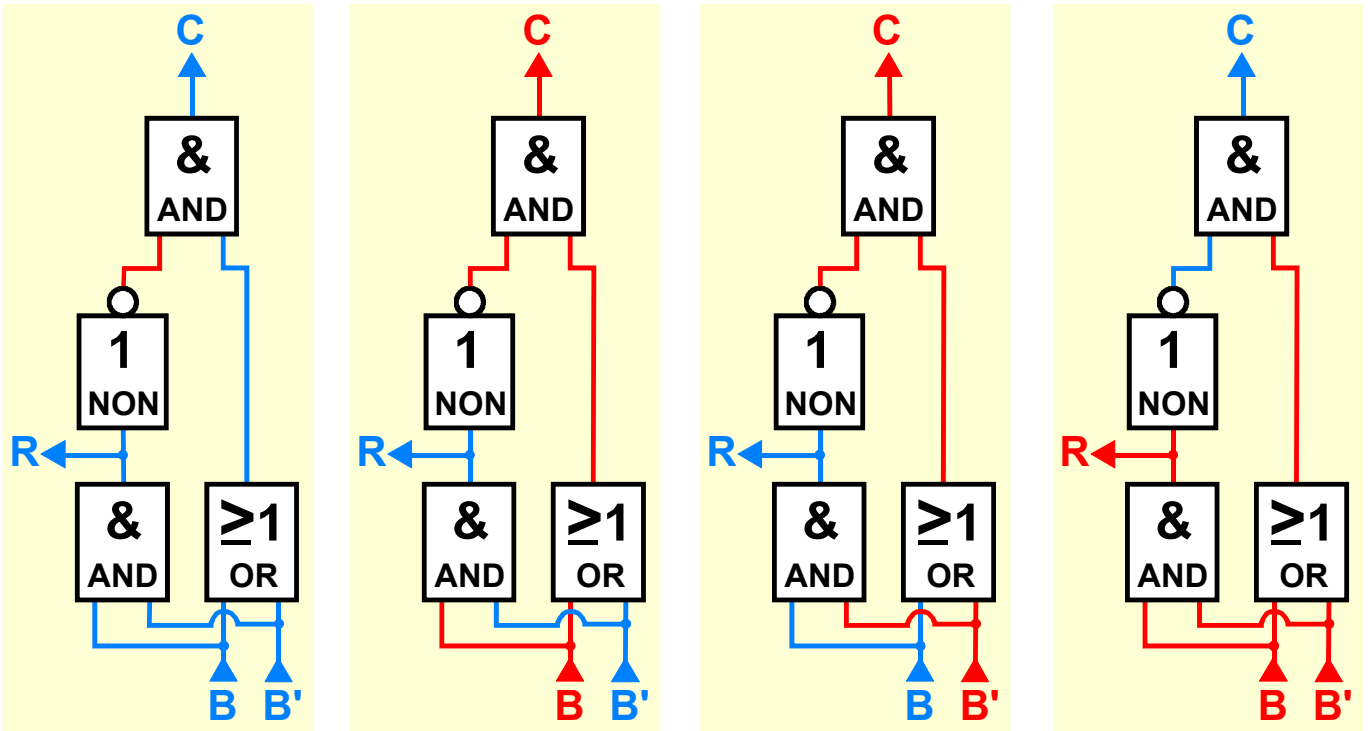 C
&
AND
1
NON
R
&
AND
≥1
OR
B B'
C
&
AND
1
NON
R
&
AND
≥1
OR
B B'
C
&
AND
1
NON
R
&
AND
≥1
OR
B B'
C
&
AND
1
NON
R
&
AND
≥1
OR
B B'